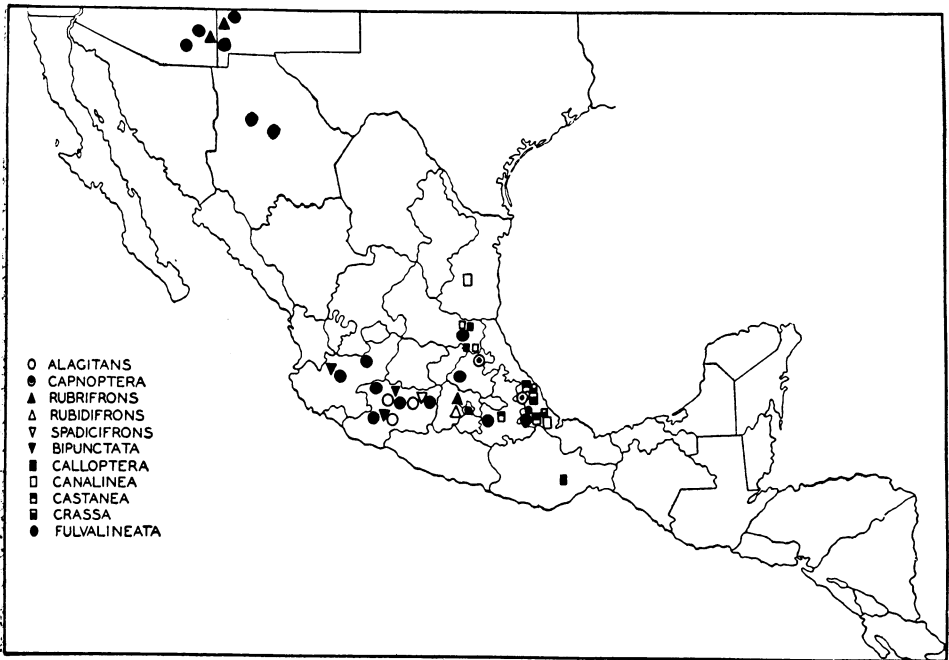 ALAGITANS
CAPNOPTERA
RUBRIFRONS
RUBIDIFRONS
SPADICIFRONS
BIPUNCTATA
CALLOPTERA
CANALINEA
CASTANEA
CRASSA
FULVALINEATA